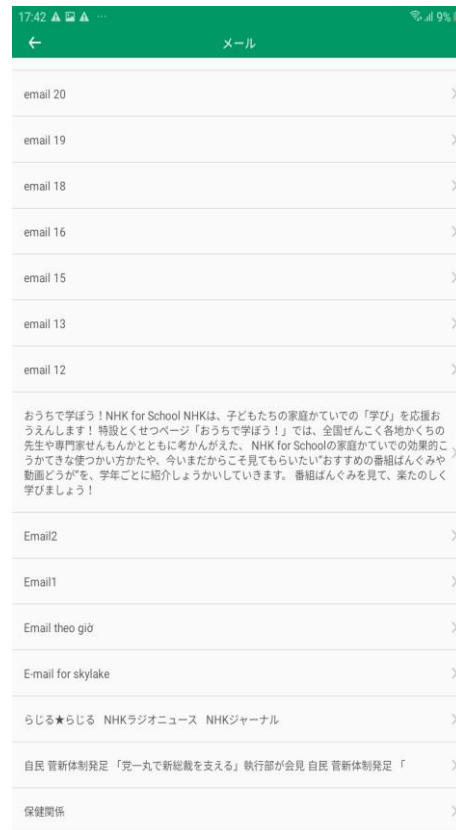 17:42 ... 9%
メール
email 20
email 19
email 18
email 16
email 15
email 13
email 12
おうちで学ぼう！NHK for School NHKは、子どもたちの家庭かていでの「学び」を応援お
うえんします！ 特設とくせつページ「おうちで学ぼう！」では、全国ぜんこく各地かくちの
先生や専門家せんもんかとともに考かんがえた、 NHK for Schoolの家庭かていでの効果的こ
うかてきな使つかい方かたや、今いまだからこそ見てもらいたい“おすすめの番組ばんぐみや
動画どうが”を、学年ごとに紹介しょうかいしていきます。 番組ばんぐみを見て、楽たのしく
学びましょう！
Email2
Email1
Email theo giờ
E-mail for skylake
らじる★らじる NHKラジオニュース NHKジャーナル
自民 菅新体制発足 「党一丸で新総裁を支える」執行部が会見 自民 菅新体制発足 「
保健関係